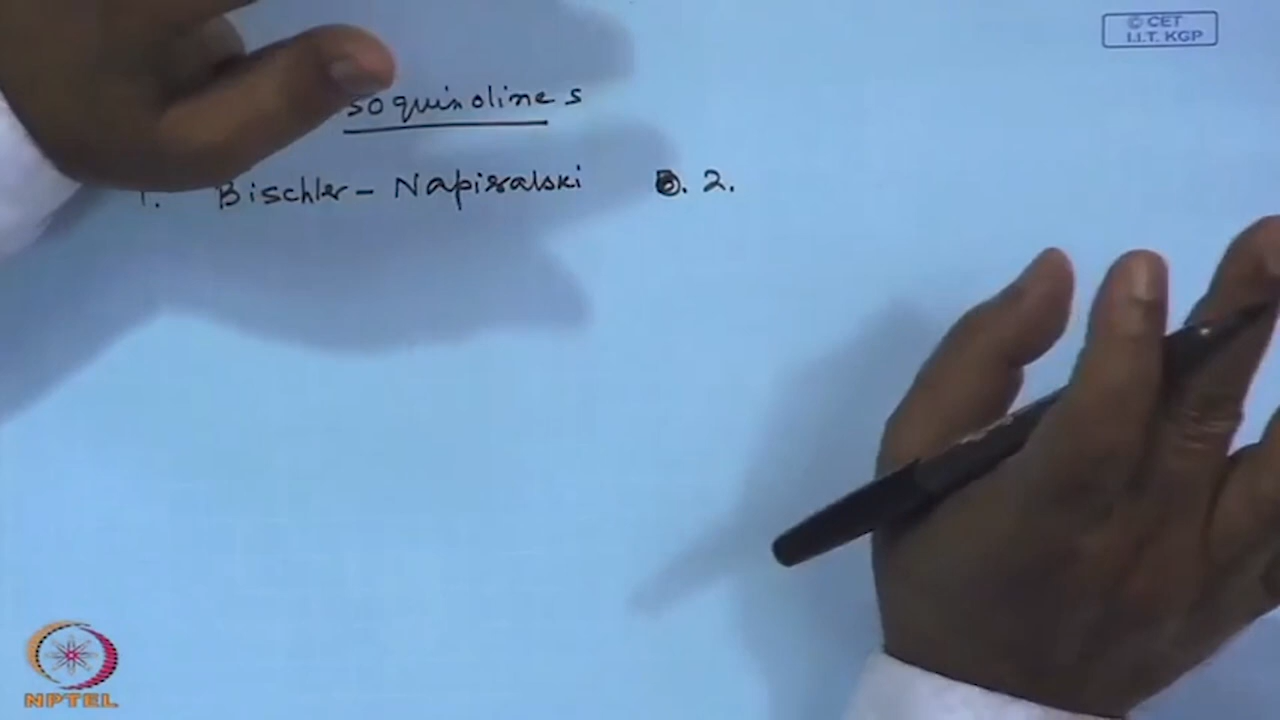 © CET
I.I.T. KGP
soquinolines
1. Bischler - Napiralski 2.
NPTEL